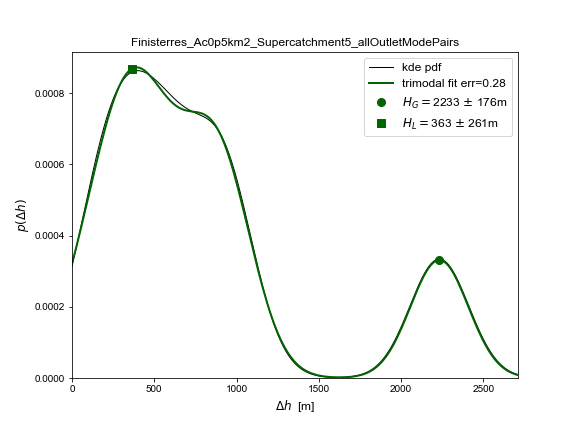 Finisterres_Ac0p5km2_Supercatchment5_allOutletModePairs
kde pdf
trimodal fit err=0.28
H_G = 2233 ± 176m
H_L = 363 ± 261m
p(Δh)
0.0008
0.0006
0.0004
0.0002
0.0000
0 500 1000 1500 2000 2500
Δh [m]